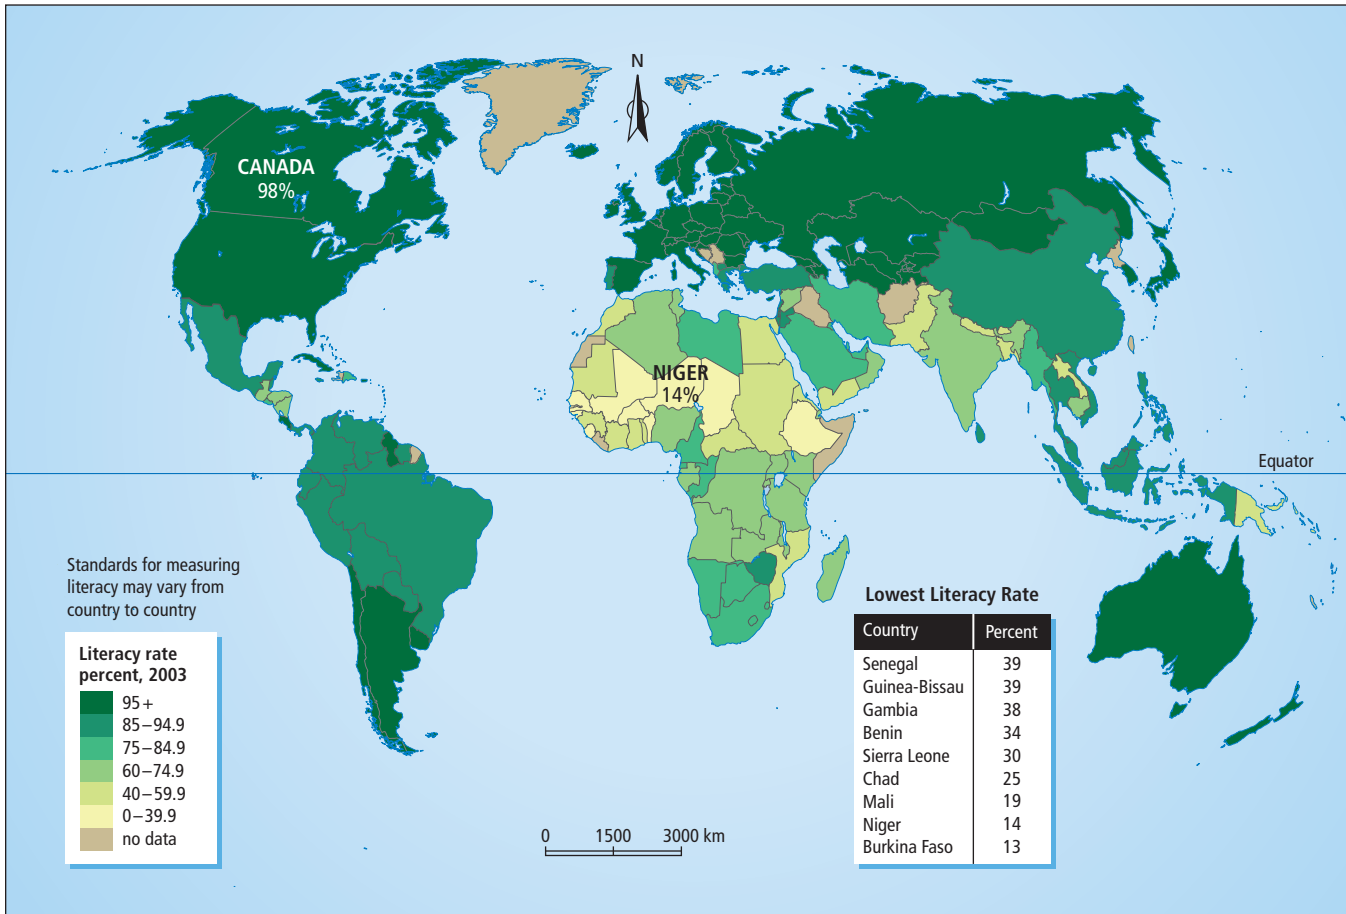 N
CANADA
98%
NIGER
14%
Equator
Standards for measuring
literacy may vary from
country to country
Literacy rate
percent, 2003
95+
85–94.9
75–84.9
60–74.9
40–59.9
0–39.9
no data
0 1500 3000 km
Lowest Literacy Rate
Country Percent
Senegal 39
Guinea-Bissau 39
Gambia 38
Benin 34
Sierra Leone 30
Chad 25
Mali 19
Niger 14
Burkina Faso 13